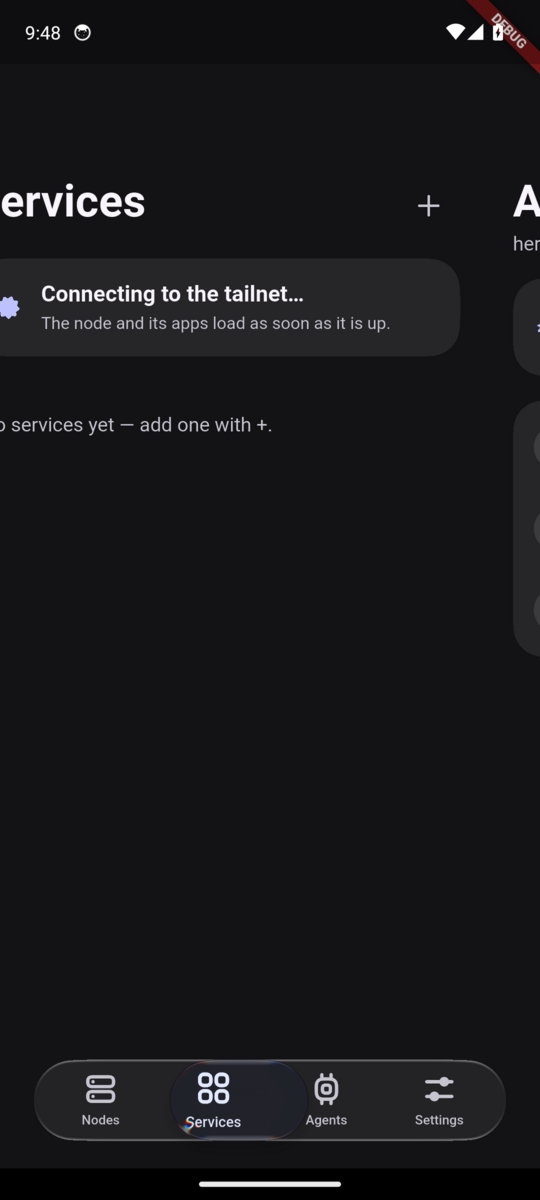 9:48
DEBUG
ervices
A
her
Connecting to the tailnet…
The node and its apps load as soon as it is up.
o services yet — add one with +.
Nodes
Services
Agents
Settings